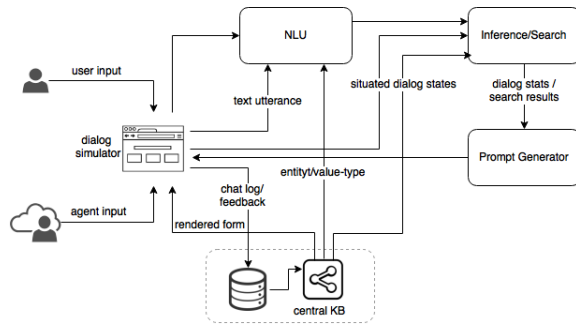 NLU
Inference/Search
user input
situated dialog states
dialog stats /
search results
text utterance
dialog
simulator
Prompt Generator
entityt/value-type
chat log/
feedback
agent input
rendered form
central KB